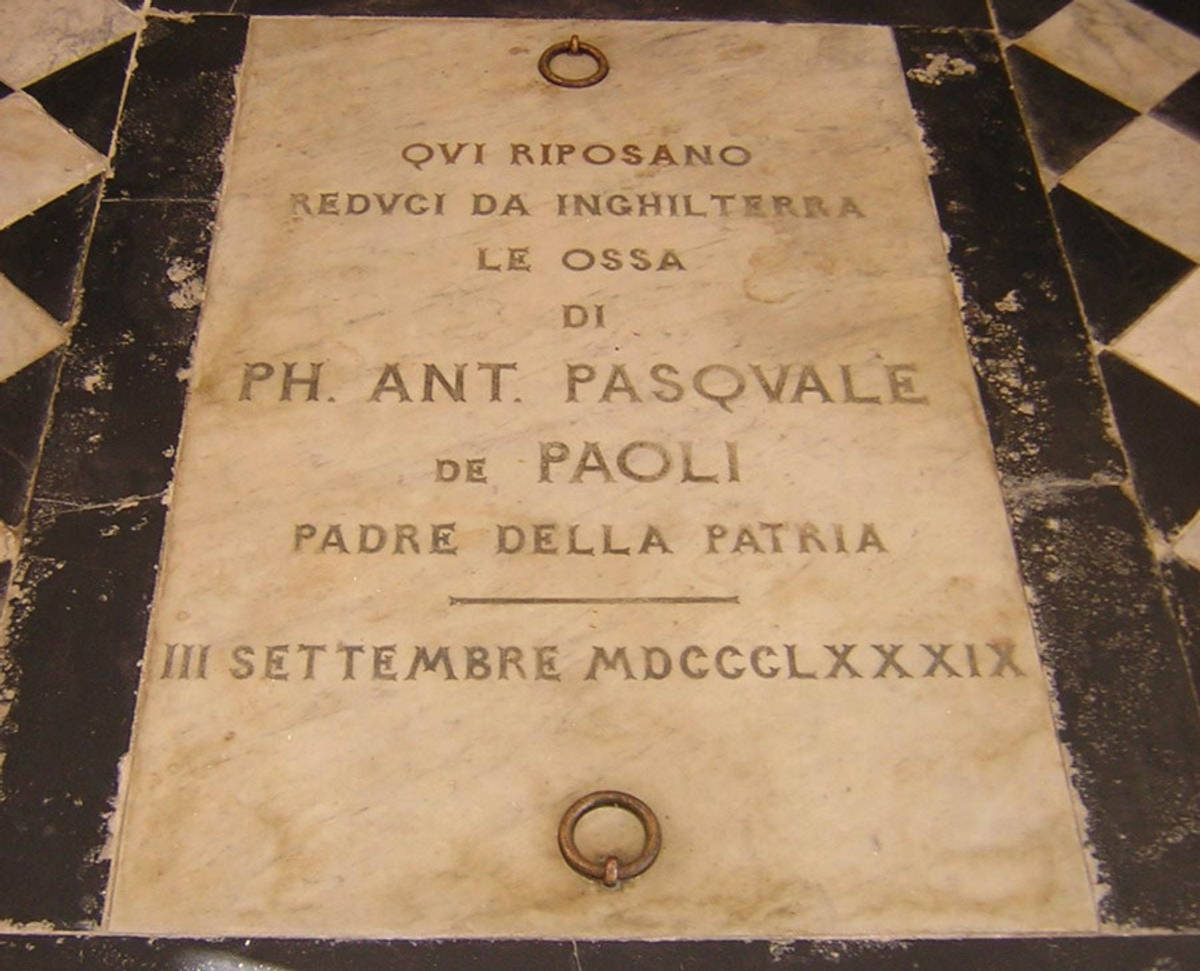 QVI RIPOSANO
REDVCI DA INGHILTERRA
LE OSSA
DI
PH. ANT. PASQVALE
DE PAOLI
PADRE DELLA PATRIA
III SETTEMBRE MDCCCLXXXIX